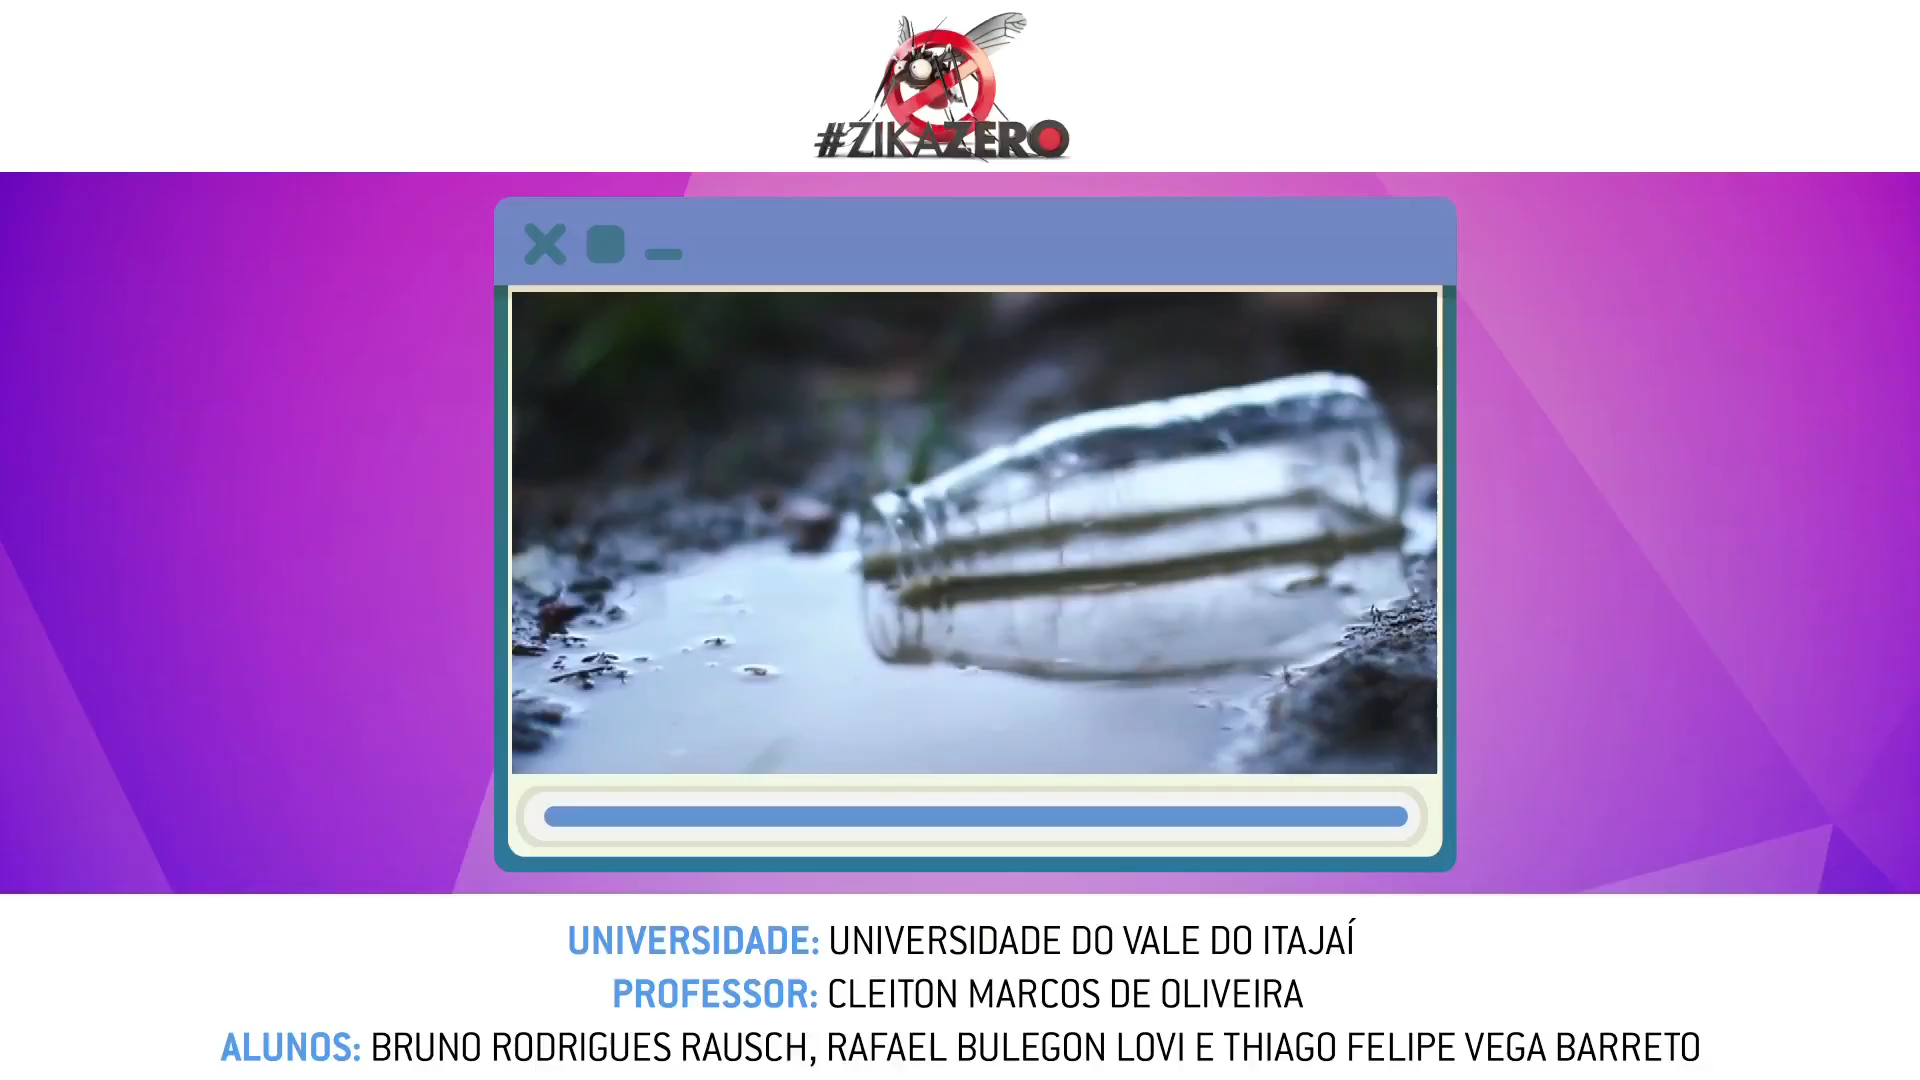 #ZIKAZERO
UNIVERSIDADE: UNIVERSIDADE DO VALE DO ITAJAÍ
PROFESSOR: CLEITON MARCOS DE OLIVEIRA
ALUNOS: BRUNO RODRIGUES RAUSCH, RAFAEL BULEGON LOVI E THIAGO FELIPE VEGA BARRETO